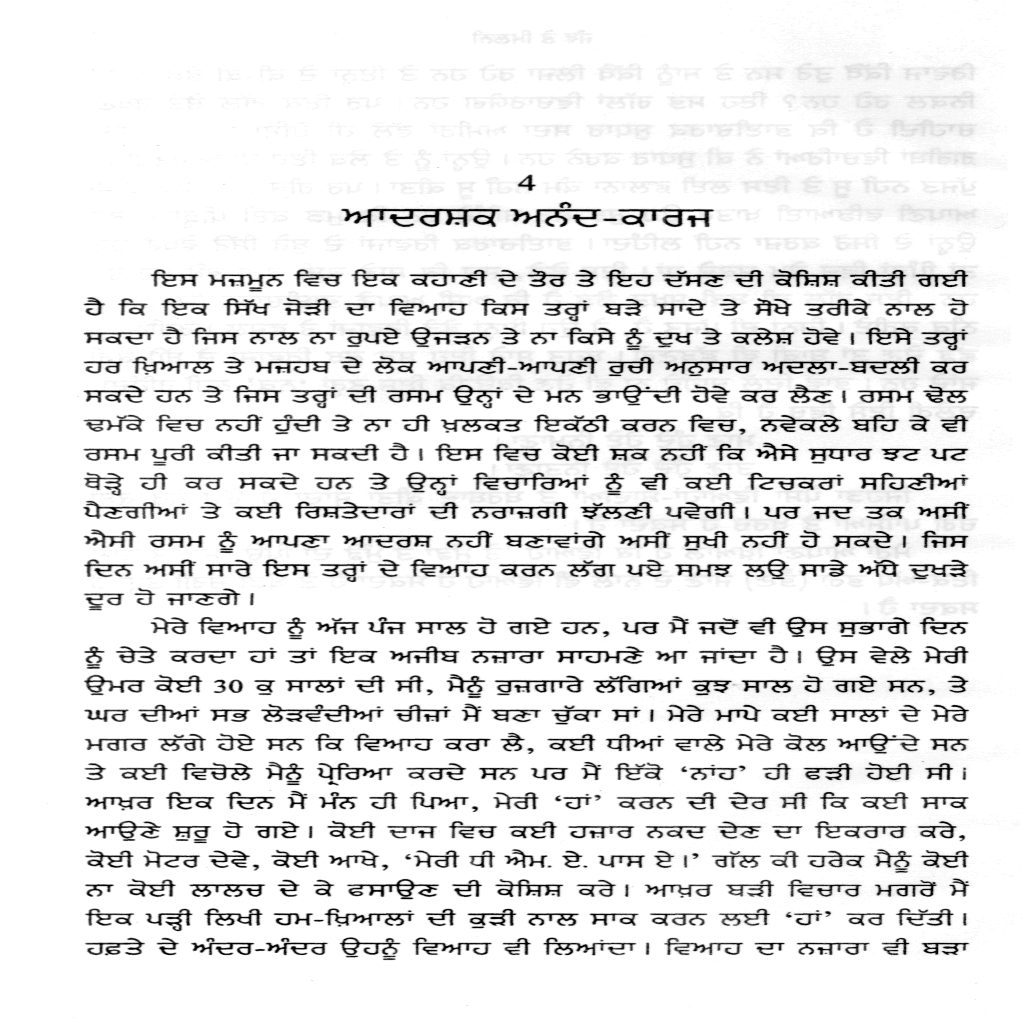 4
ਆਦਰਸ਼ਕ ਅਨੰਦ-ਕਾਰਜ
ਇਸ ਮਜ਼ਮੂਨ ਵਿਚ ਇਕ ਕਹਾਣੀ ਦੇ ਤੌਰ ਤੇ ਇਹ ਦੱਸਣ ਦੀ ਕੋਸ਼ਿਸ਼ ਕੀਤੀ ਗਈ
ਹੈ ਕਿ ਇਕ ਸਿੱਖ ਜੋੜੀ ਦਾ ਵਿਆਹ ਕਿਸ ਤਰ੍ਹਾਂ ਬੜੇ ਸਾਦੇ ਤੇ ਸੌਖੇ ਤਰੀਕੇ ਨਾਲ ਹੋ
ਸਕਦਾ ਹੈ ਜਿਸ ਨਾਲ ਨਾ ਰੁਪਏ ਉਜੜਨ ਤੇ ਨਾ ਕਿਸੇ ਨੂੰ ਦੁਖ ਤੇ ਕਲੇਸ਼ ਹੋਵੇ। ਇਸੇ ਤਰ੍ਹਾਂ
ਹਰ ਖ਼ਿਆਲ ਤੇ ਮਜ਼ਹਬ ਦੇ ਲੋਕ ਆਪਣੀ-ਆਪਣੀ ਰੁਚੀ ਅਨੁਸਾਰ ਅਦਲਾ-ਬਦਲੀ ਕਰ
ਸਕਦੇ ਹਨ ਤੇ ਜਿਸ ਤਰ੍ਹਾਂ ਦੀ ਰਸਮ ਉਨ੍ਹਾਂ ਦੇ ਮਨ ਭਾਉਂਦੀ ਹੋਵੇ ਕਰ ਲੈਣ। ਰਸਮ ਢੋਲ
ਢਮੱਕੇ ਵਿਚ ਨਹੀਂ ਹੁੰਦੀ ਤੇ ਨਾ ਹੀ ਖ਼ਲਕਤ ਇਕੱਠੀ ਕਰਨ ਵਿਚ, ਨਵੇਕਲੇ ਬਹਿ ਕੇ ਵੀ
ਰਸਮ ਪੂਰੀ ਕੀਤੀ ਜਾ ਸਕਦੀ ਹੈ। ਇਸ ਵਿਚ ਕੋਈ ਸ਼ਕ ਨਹੀਂ ਕਿ ਐਸੇ ਸੁਧਾਰ ਝਟ ਪਟ
ਥੋੜ੍ਹੇ ਹੀ ਕਰ ਸਕਦੇ ਹਨ ਤੇ ਉਨ੍ਹਾਂ ਵਿਚਾਰਿਆਂ ਨੂੰ ਵੀ ਕਈ ਟਿਚਕਰਾਂ ਸਹਿਣੀਆਂ
ਪੈਣਗੀਆਂ ਤੇ ਕਈ ਰਿਸ਼ਤੇਦਾਰਾਂ ਦੀ ਨਰਾਜ਼ਗੀ ਝੱਲਣੀ ਪਵੇਗੀ। ਪਰ ਜਦ ਤਕ ਅਸੀਂ
ਐਸੀ ਰਸਮ ਨੂੰ ਆਪਣਾ ਆਦਰਸ਼ ਨਹੀਂ ਬਣਾਵਾਂਗੇ ਅਸੀਂ ਸੁਖੀ ਨਹੀਂ ਹੋ ਸਕਦੇ। ਜਿਸ
ਦਿਨ ਅਸੀਂ ਸਾਰੇ ਇਸ ਤਰ੍ਹਾਂ ਦੇ ਵਿਆਹ ਕਰਨ ਲੱਗ ਪਏ ਸਮਝ ਲਉ ਸਾਡੇ ਅੱਧੇ ਦੁਖੜੇ
ਦੂਰ ਹੋ ਜਾਣਗੇ।
ਮੇਰੇ ਵਿਆਹ ਨੂੰ ਅੱਜ ਪੰਜ ਸਾਲ ਹੋ ਗਏ ਹਨ, ਪਰ ਮੈਂ ਜਦੋਂ ਵੀ ਉਸ ਸੁਭਾਗੇ ਦਿਨ
ਨੂੰ ਚੇਤੇ ਕਰਦਾ ਹਾਂ ਤਾਂ ਇਕ ਅਜੀਬ ਨਜ਼ਾਰਾ ਸਾਹਮਣੇ ਆ ਜਾਂਦਾ ਹੈ। ਉਸ ਵੇਲੇ ਮੇਰੀ
ਉਮਰ ਕੋਈ 30 ਕੁ ਸਾਲਾਂ ਦੀ ਸੀ, ਮੈਨੂੰ ਰੁਜ਼ਗਾਰੇ ਲੱਗਿਆਂ ਕੁਝ ਸਾਲ ਹੋ ਗਏ ਸਨ, ਤੇ
ਘਰ ਦੀਆਂ ਸਭ ਲੋੜਵੰਦੀਆਂ ਚੀਜ਼ਾਂ ਮੈਂ ਬਣਾ ਚੁੱਕਾ ਸਾਂ। ਮੇਰੇ ਮਾਪੇ ਕਈ ਸਾਲਾਂ ਦੇ ਮੇਰੇ
ਮਗਰ ਲੱਗੇ ਹੋਏ ਸਨ ਕਿ ਵਿਆਹ ਕਰਾ ਲੈ, ਕਈ ਧੀਆਂ ਵਾਲੇ ਮੇਰੇ ਕੋਲ ਆਉਂਦੇ ਸਨ
ਤੇ ਕਈ ਵਿਚੋਲੇ ਮੈਨੂੰ ਪ੍ਰੇਰਿਆ ਕਰਦੇ ਸਨ ਪਰ ਮੈਂ ਇੱਕੋ ‘ਨਾਂਹ’ ਹੀ ਫੜੀ ਹੋਈ ਸੀ।
ਆਖ਼ਰ ਇਕ ਦਿਨ ਮੈਂ ਮੰਨ ਹੀ ਪਿਆ, ਮੇਰੀ ‘ਹਾਂ’ ਕਰਨ ਦੀ ਦੇਰ ਸੀ ਕਿ ਕਈ ਸਾਕ
ਆਉਣੇ ਸ਼ੁਰੂ ਹੋ ਗਏ। ਕੋਈ ਦਾਜ ਵਿਚ ਕਈ ਹਜ਼ਾਰ ਨਕਦ ਦੇਣ ਦਾ ਇਕਰਾਰ ਕਰੇ,
ਕੋਈ ਮੋਟਰ ਦੇਵੇ, ਕੋਈ ਆਖੇ, ‘ਮੇਰੀ ਧੀ ਐਮ. ਏ. ਪਾਸ ਏ।’ ਗੱਲ ਕੀ ਹਰੇਕ ਮੈਨੂੰ ਕੋਈ
ਨਾ ਕੋਈ ਲਾਲਚ ਦੇ ਕੇ ਫਸਾਉਣ ਦੀ ਕੋਸ਼ਿਸ਼ ਕਰੇ। ਆਖ਼ਰ ਬੜੀ ਵਿਚਾਰ ਮਗਰੋਂ ਮੈਂ
ਇਕ ਪੜ੍ਹੀ ਲਿਖੀ ਹਮ-ਖ਼ਿਆਲਾਂ ਦੀ ਕੁੜੀ ਨਾਲ ਸਾਕ ਕਰਨ ਲਈ ‘ਹਾਂ’ ਕਰ ਦਿੱਤੀ।
ਹਫ਼ਤੇ ਦੇ ਅੰਦਰ-ਅੰਦਰ ਉਹਨੂੰ ਵਿਆਹ ਵੀ ਲਿਆਂਦਾ। ਵਿਆਹ ਦਾ ਨਜ਼ਾਰਾ ਵੀ ਬੜਾ